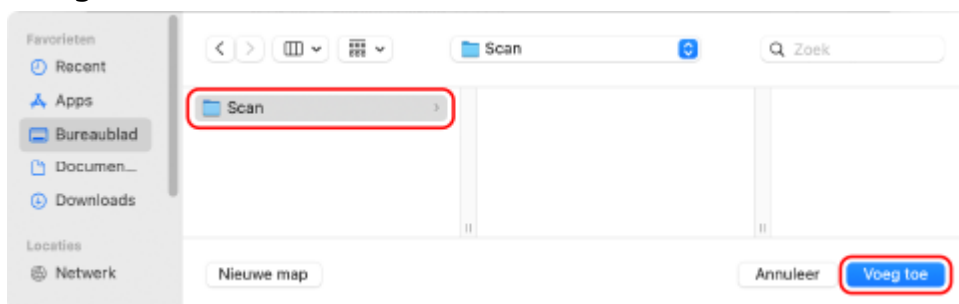 Favorieten
Scan
Zoek
Recent
Apps
Scan
Bureaublad
Documen...
Downloads
Locaties
Netwerk
Nieuwe map
Annuleer
Voeg toe